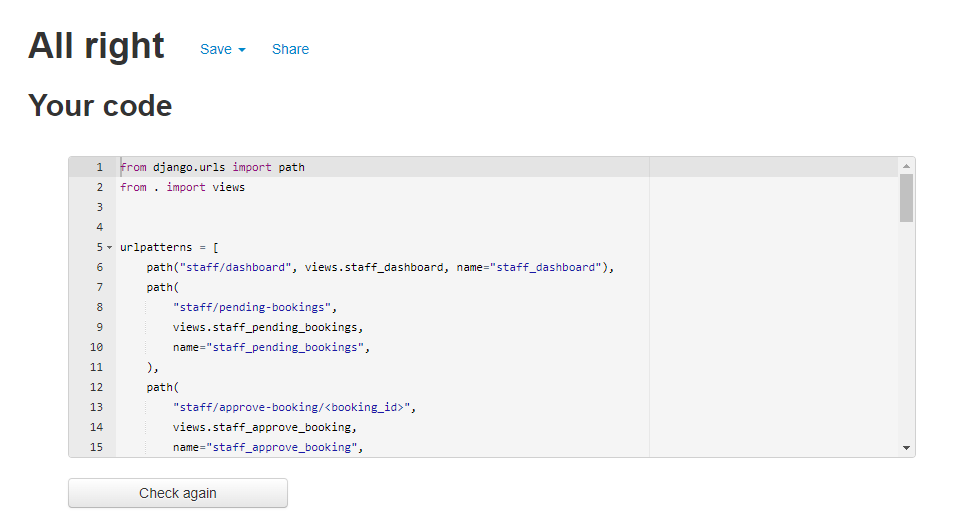 All right Save Share
Your code
1 from django.urls import path
2 from . import views
3
4
5 urlpatterns = [
6 path("staff/dashboard", views.staff_dashboard, name="staff_dashboard"),
7 path(
8 "staff/pending-bookings",
9 views.staff_pending_bookings,
10 name="staff_pending_bookings",
11 ),
12 path(
13 "staff/approve-booking/<booking_id>",
14 views.staff_approve_booking,
15 name="staff_approve_booking",
Check again